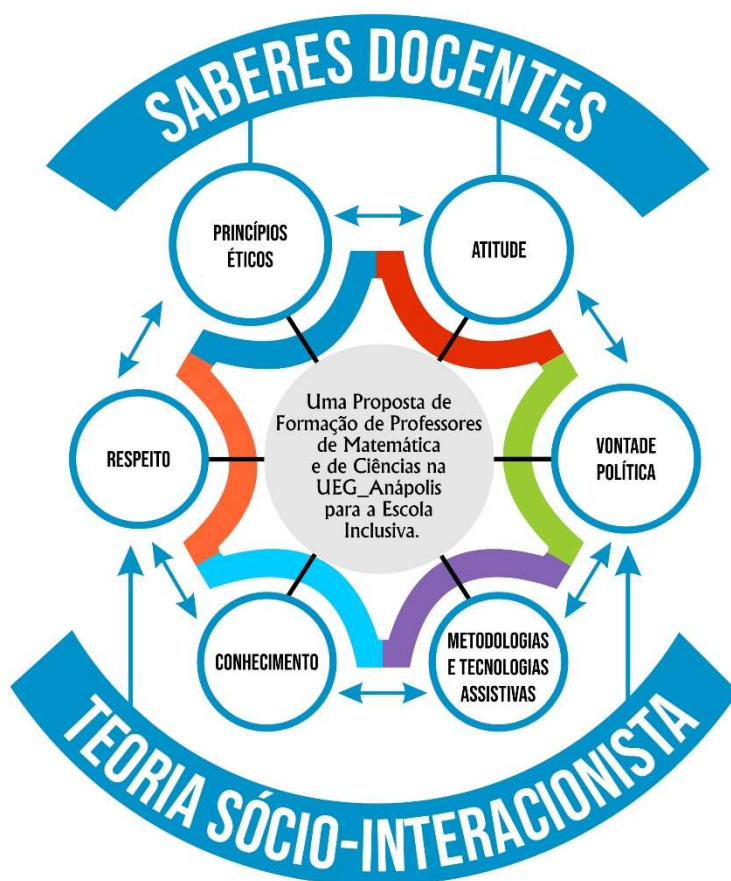 SABERES DOCENTES
PRINCÍPIOS
ÉTICOS
ATITUDE
RESPEITO
Uma Proposta de
Formação de Professores
de Matemática
e de Ciências na
UEG_Anápolis
para a Escola
Inclusiva.
VONTADE
POLÍTICA
CONHECIMENTO
METODOLOGIAS
E TECNOLOGIAS
ASSISTIVAS
TEORIA SÓCIO-INTERACIONISTA